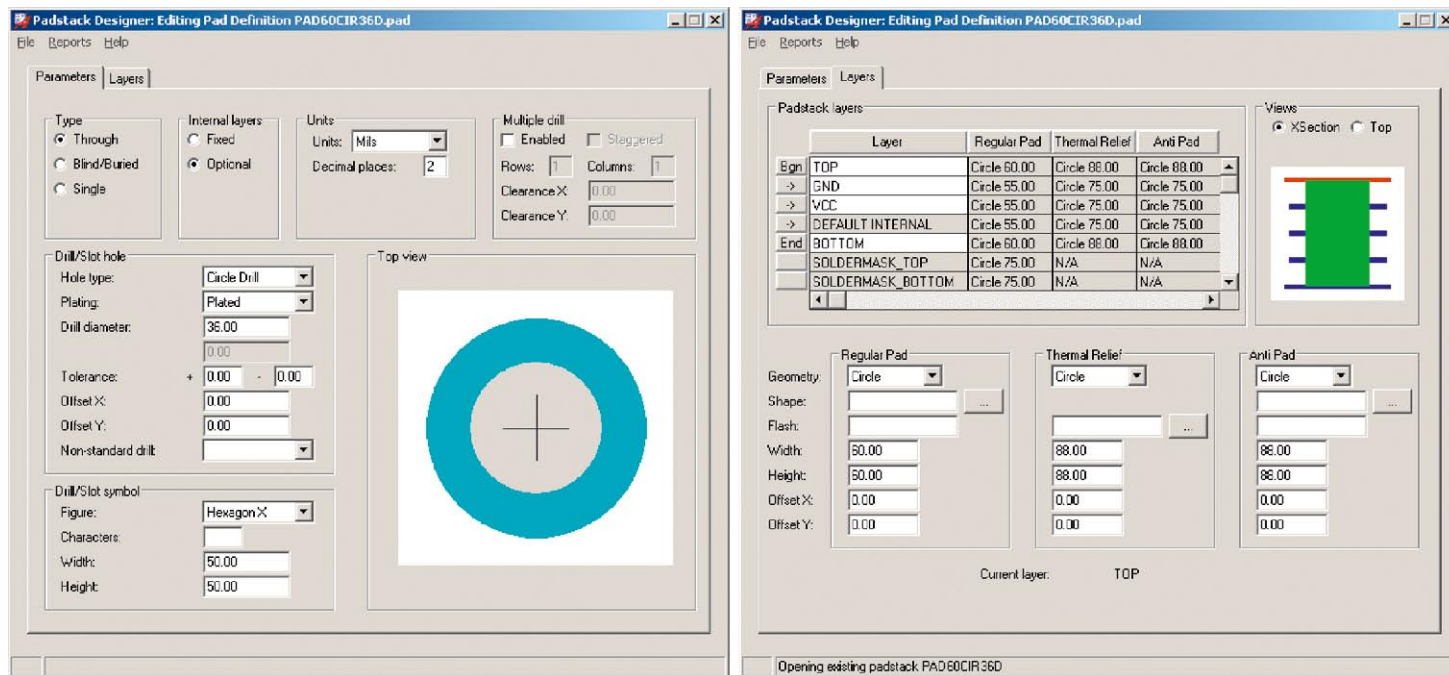 Padstack Designer: Editing Pad Definition PAD60CIR36D.pad
File Reports Help
Parameters Layers
Type
Through
Blind/Buried
Single
Internal layers
Fixed
Optional
Units
Units: Mils
Decimal places: 2
Multiple drill
Enabled Staggered
Rows: 1 Columns: 1
Clearance X: 0.00
Clearance Y: 0.00
Drill/Slot hole
Hole type: Circle Drill
Plating: Plated
Drill diameter: 36.00
0.00
Tolerance: + 0.00 - 0.00
Offset X: 0.00
Offset Y: 0.00
Non-standard drill:
Drill/Slot symbol
Figure: Hexagon X
Characters:
Width: 50.00
Height: 50.00
Top view
Padstack Designer: Editing Pad Definition PAD60CIR36D.pad
File Reports Help
Parameters Layers
Padstack layers
Layer Regular Pad Thermal Relief Anti Pad
Bgn TOP Circle 60.00 Circle 88.00 Circle 88.00
-> GND Circle 55.00 Circle 75.00 Circle 75.00
-> VCC Circle 55.00 Circle 75.00 Circle 75.00
-> DEFAULT INTERNAL Circle 55.00 Circle 75.00 Circle 75.00
End BOTTOM Circle 60.00 Circle 88.00 Circle 88.00
SOLDERMASK_TOP Circle 75.00 N/A N/A
SOLDERMASK_BOTTOM Circle 75.00 N/A N/A
Views
XSection Top
Regular Pad Thermal Relief Anti Pad
Geometry: Circle Circle Circle
Shape: ... ...
Flash: ...
Width: 60.00 88.00 88.00
Height: 60.00 88.00 88.00
Offset X: 0.00 0.00 0.00
Offset Y: 0.00 0.00 0.00
Current layer: TOP
Opening existing padstack PAD60CIR36D